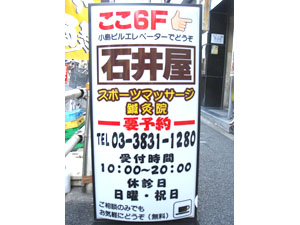 ここ6F
小島ビルエレベーターでどうぞ
石井屋
スポーツマッサージ
鍼灸院
要予約
TEL 03-3831-1280
受付時間
10:00~20:00
休診日
日曜・祝日
ご相談のみでも
お気軽にどうぞ(無料)